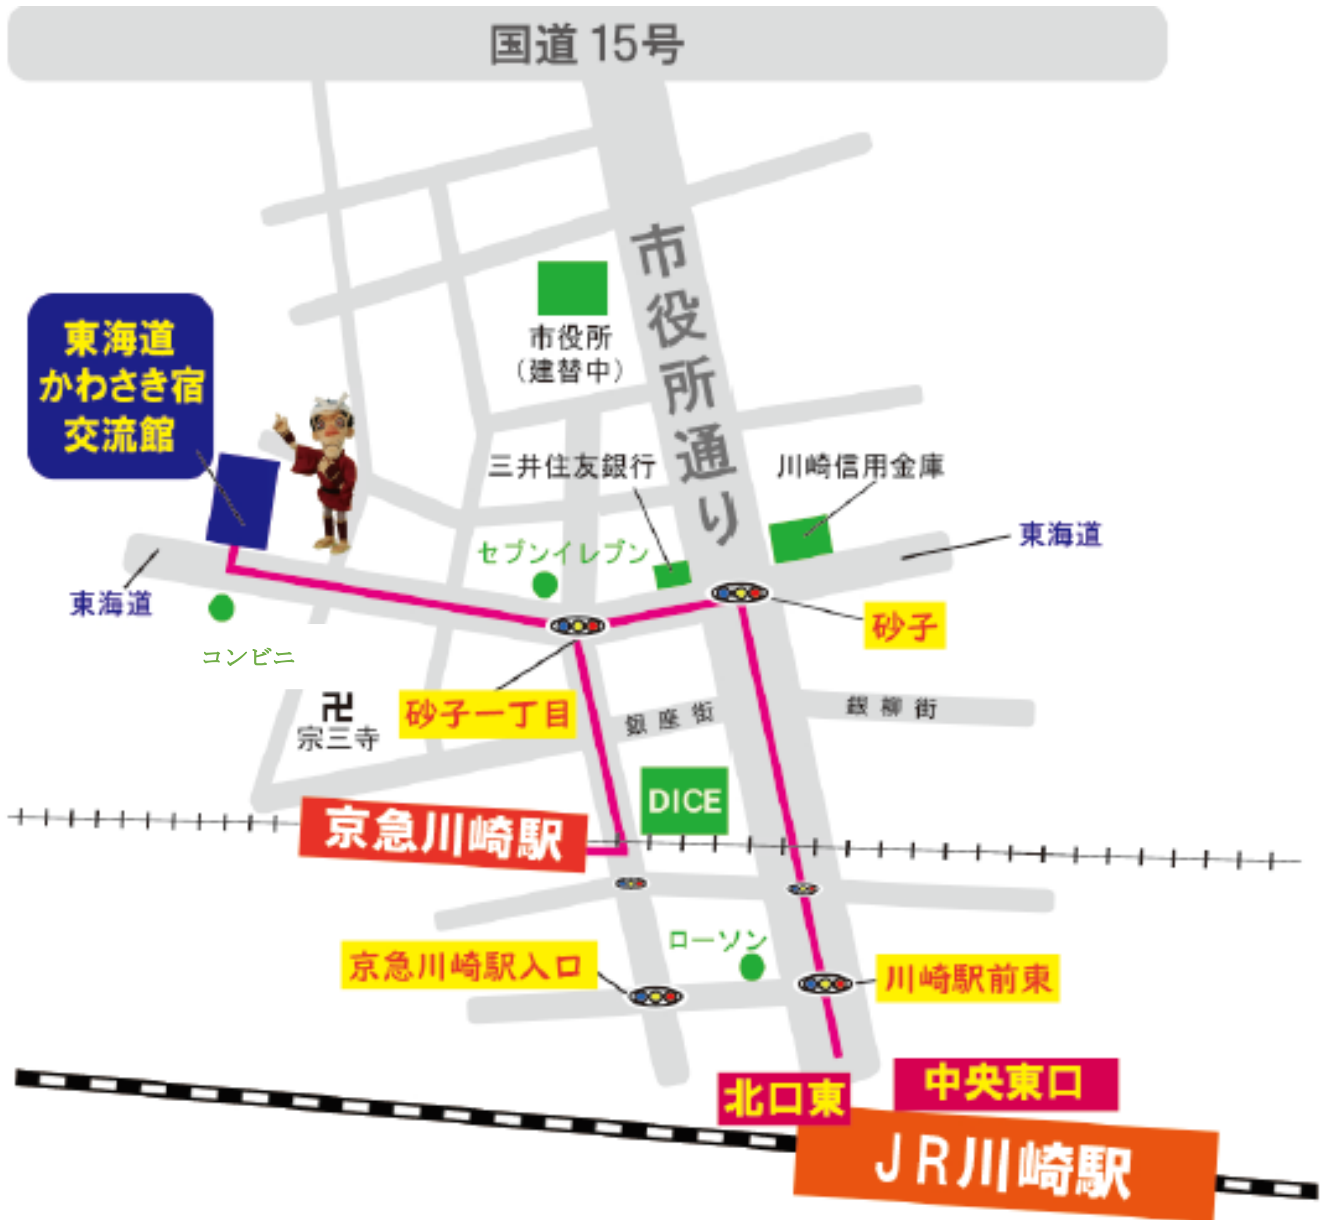 国道15号
市役所通り
市役所
（建替中）
東海道
かわさき宿
交流館
三井住友銀行
川崎信用金庫
東海道
セブンイレブン
東海道
砂子
コンビニ
砂子一丁目
銀座街
銀柳街
卍
宗三寺
DICE
京急川崎駅
ローソン
京急川崎駅入口
川崎駅前東
北口東
中央東口
JR川崎駅